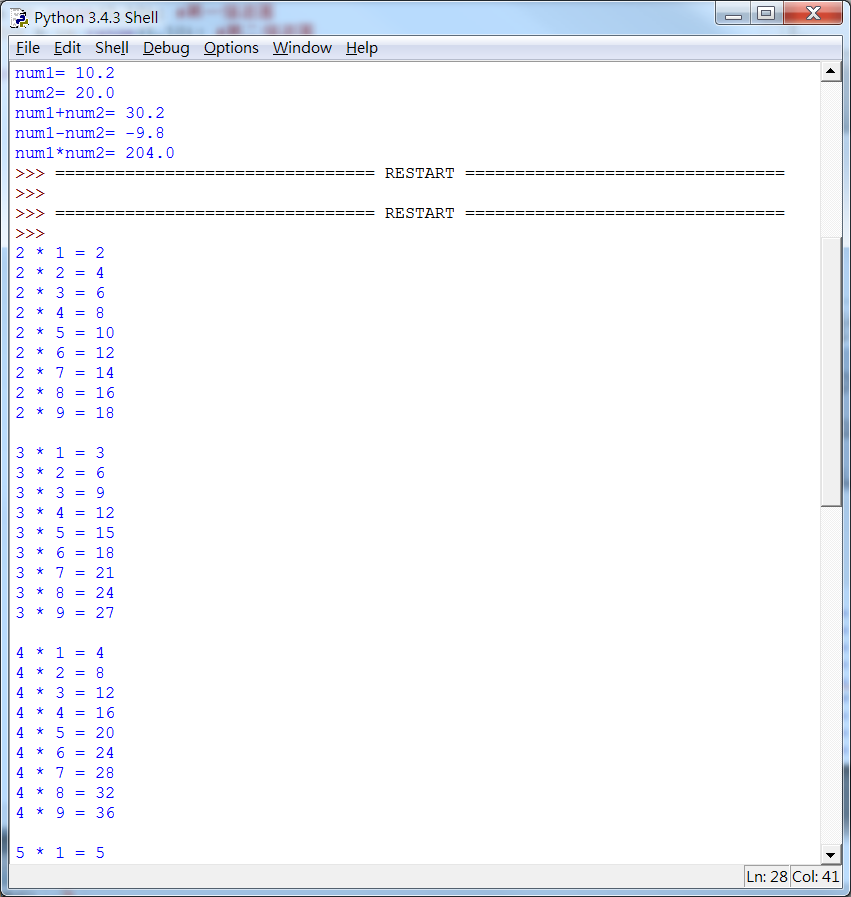 Python 3.4.3 Shell
File Edit Shell Debug Options Window Help
num1= 10.2
num2= 20.0
num1+num2= 30.2
num1-num2= -9.8
num1*num2= 204.0
>>> ================================ RESTART ================================
>>>
>>> ================================ RESTART ================================
>>>
2 * 1 = 2
2 * 2 = 4
2 * 3 = 6
2 * 4 = 8
2 * 5 = 10
2 * 6 = 12
2 * 7 = 14
2 * 8 = 16
2 * 9 = 18

3 * 1 = 3
3 * 2 = 6
3 * 3 = 9
3 * 4 = 12
3 * 5 = 15
3 * 6 = 18
3 * 7 = 21
3 * 8 = 24
3 * 9 = 27

4 * 1 = 4
4 * 2 = 8
4 * 3 = 12
4 * 4 = 16
4 * 5 = 20
4 * 6 = 24
4 * 7 = 28
4 * 8 = 32
4 * 9 = 36

5 * 1 = 5
Ln: 28 Col: 41